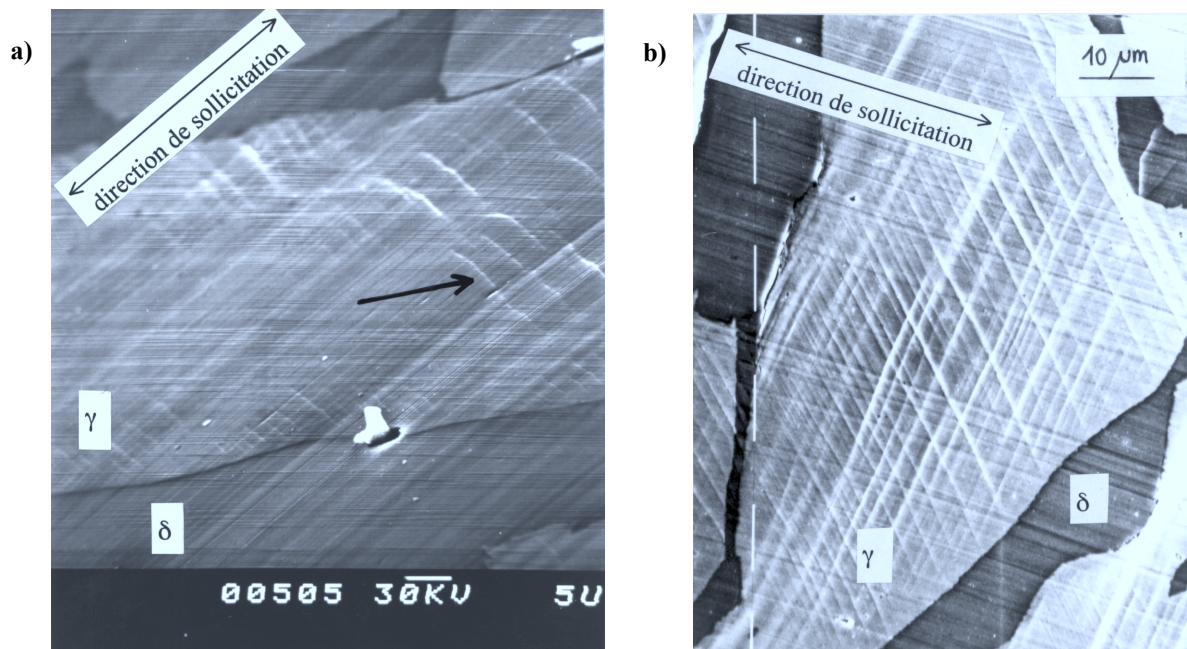 a)
direction de sollicitation
γ
δ
00505 30KV 5U
b)
direction de sollicitation
10 μm
γ
δ